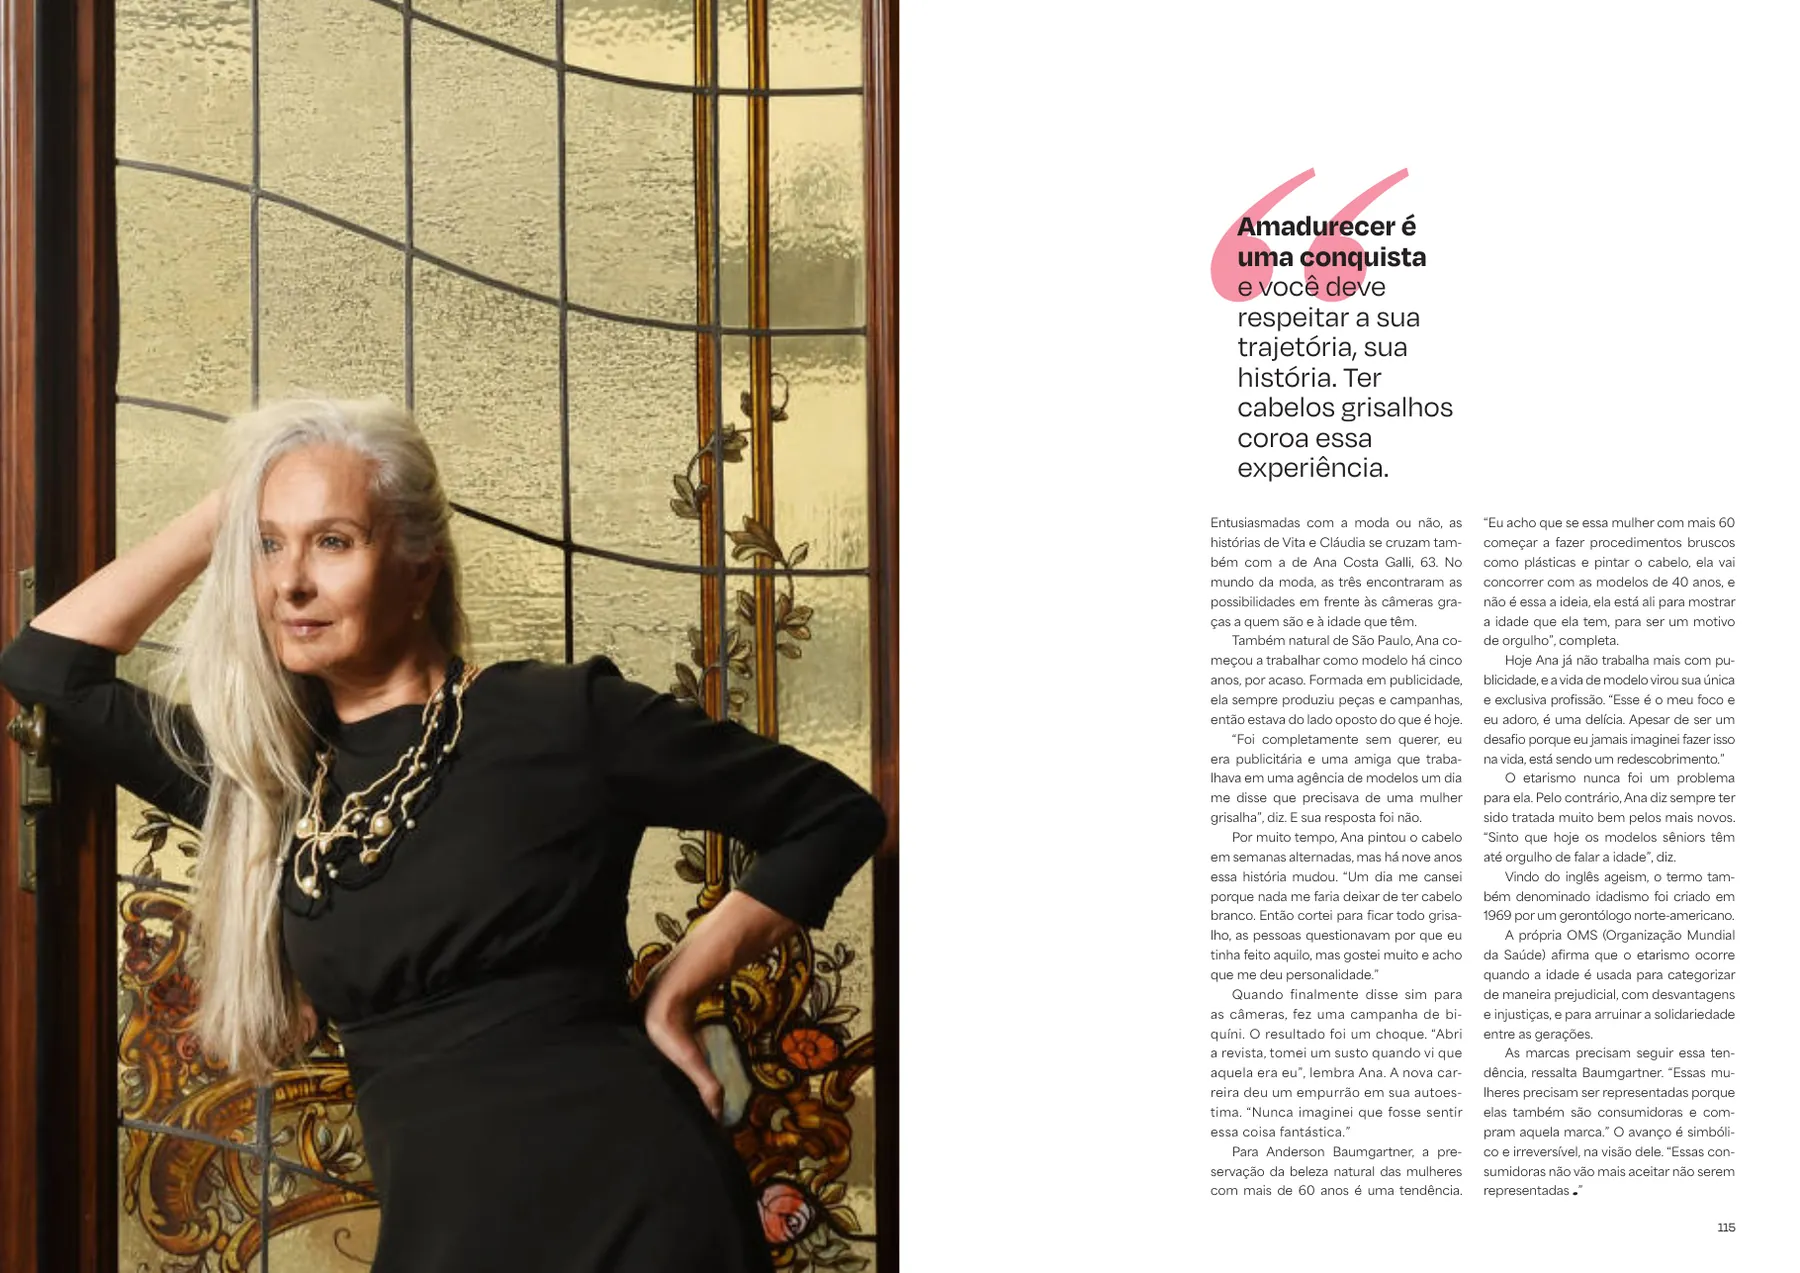 “
Amadurecer é
uma conquista
e você deve
respeitar a sua
trajetória, sua
história. Ter
cabelos grisalhos
coroa essa
experiência.
Entusiasmadas com a moda ou não, as
histórias de Vita e Cláudia se cruzam tam-
bém com a de Ana Costa Galli, 63. No
mundo da moda, as três encontraram as
possibilidades em frente às câmeras gra-
ças a quem são e à idade que têm.
Também natural de São Paulo, Ana co-
meçou a trabalhar como modelo há cinco
anos, por acaso. Formada em publicidade,
ela sempre produziu peças e campanhas,
então estava do lado oposto do que é hoje.
“Foi completamente sem querer, eu
era publicitária e uma amiga que traba-
lhava em uma agência de modelos um dia
me disse que precisava de uma mulher
grisalha”, diz. E sua resposta foi não.
Por muito tempo, Ana pintou o cabelo
em semanas alternadas, mas há nove anos
essa história mudou. “Um dia me cansei
porque nada me faria deixar de ter cabelo
branco. Então cortei para ficar todo grisa-
lho, as pessoas questionavam por que eu
tinha feito aquilo, mas gostei muito e acho
que me deu personalidade.”
Quando finalmente disse sim para
as câmeras, fez uma campanha de bi-
quíni. O resultado foi um choque. “Abri
a revista, tomei um susto quando vi que
aquela era eu”, lembra Ana. A nova car-
reira deu um empurrão em sua autoes-
tima. “Nunca imaginei que fosse sentir
essa coisa fantástica.”
Para Anderson Baumgartner, a pre-
servação da beleza natural das mulheres
com mais de 60 anos é uma tendência.
“Eu acho que se essa mulher com mais 60
começar a fazer procedimentos bruscos
como plásticas e pintar o cabelo, ela vai
concorrer com as modelos de 40 anos, e
não é essa a ideia, ela está ali para mostrar
a idade que ela tem, para ser um motivo
de orgulho”, completa.
Hoje Ana já não trabalha mais com pu-
blicidade, e a vida de modelo virou sua única
e exclusiva profissão. “Esse é o meu foco e
eu adoro, é uma delícia. Apesar de ser um
desafio porque eu jamais imaginei fazer isso
na vida, está sendo um redescobrimento.”
O etarismo nunca foi um problema
para ela. Pelo contrário, Ana diz sempre ter
sido tratada muito bem pelos mais novos.
“Sinto que hoje os modelos sêniors têm
até orgulho de falar a idade”, diz.
Vindo do inglês ageism, o termo tam-
bém denominado idadismo foi criado em
1969 por um gerontólogo norte-americano.
A própria OMS (Organização Mundial
da Saúde) afirma que o etarismo ocorre
quando a idade é usada para categorizar
de maneira prejudicial, com desvantagens
e injustiças, e para arruinar a solidariedade
entre as gerações.
As marcas precisam seguir essa ten-
dência, ressalta Baumgartner. “Essas mu-
lheres precisam ser representadas porque
elas também são consumidoras e com-
pram aquela marca.” O avanço é simbóli-
co e irreversível, na visão dele. “Essas con-
sumidoras não vão mais aceitar não serem
representadas .”
115